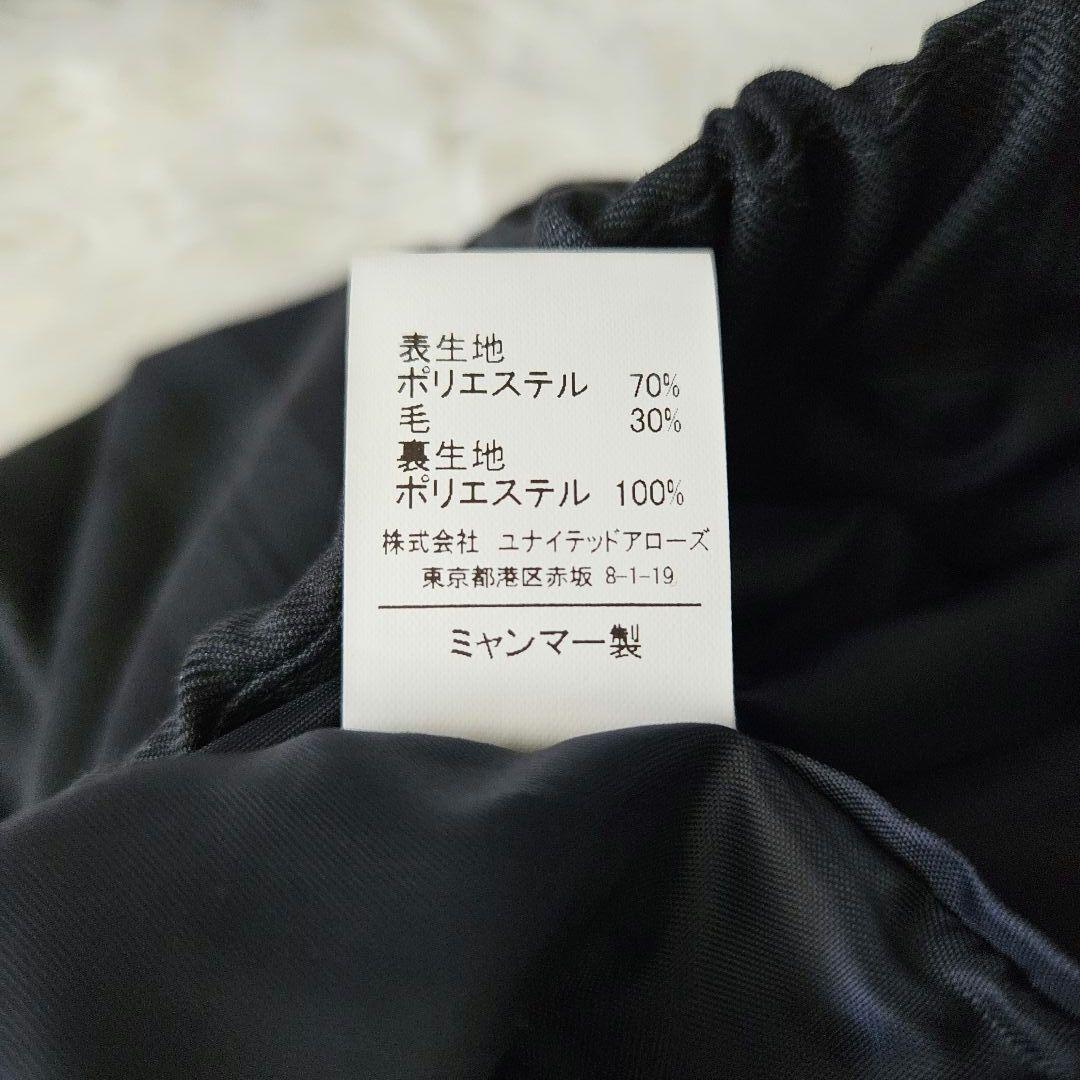 表生地
ポリエステル 70%
毛 30%
裏生地
ポリエステル 100%
株式会社 ユナイテッドアローズ
東京都港区赤坂 8-1-19
ミャンマー製